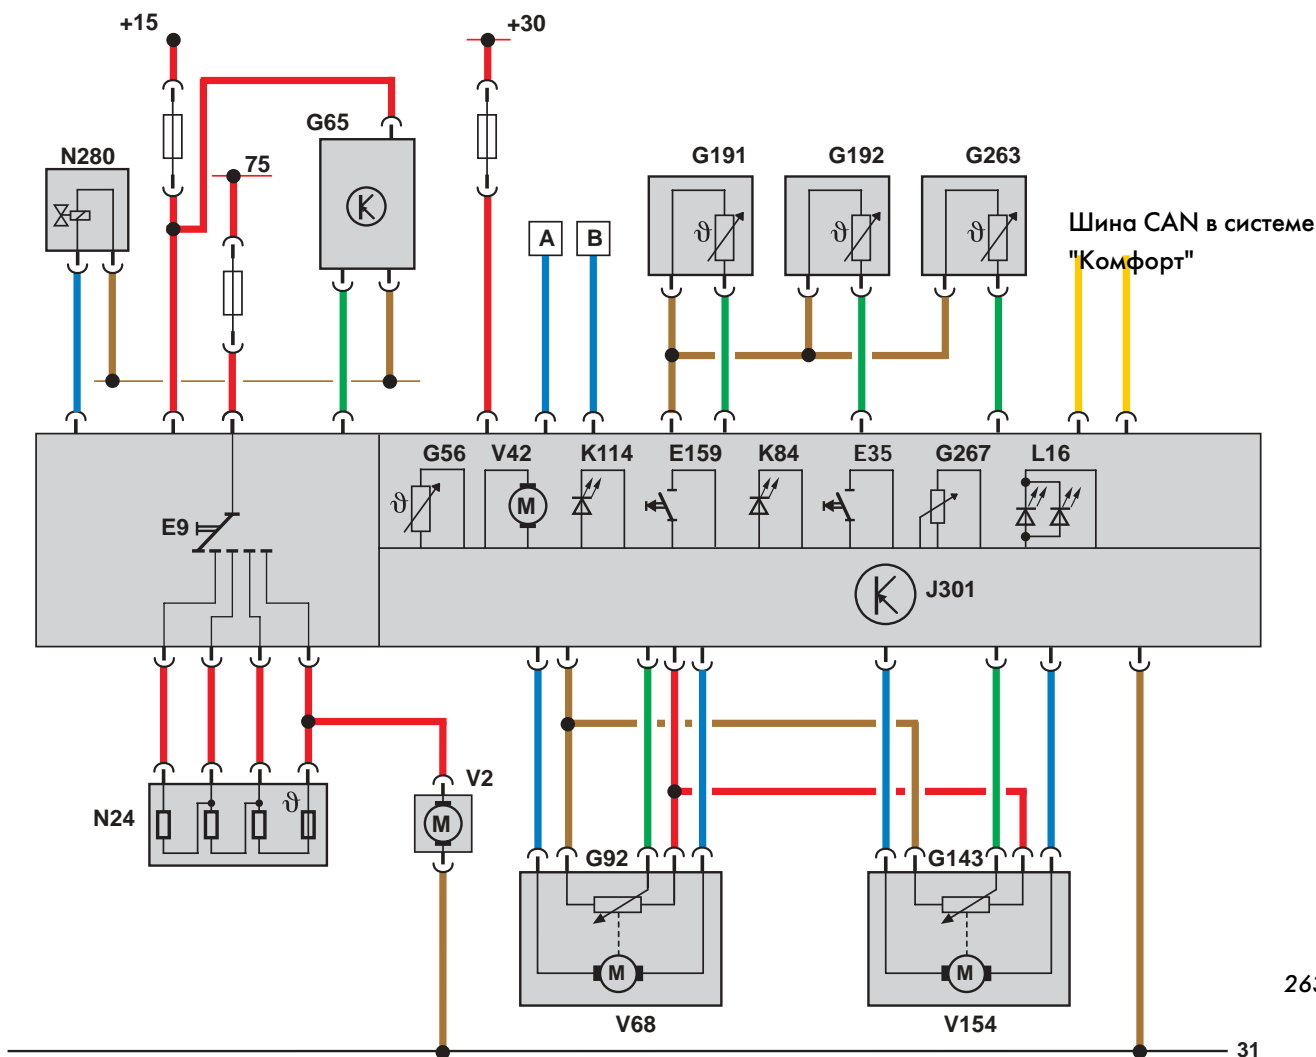 +15
+30
G65
N280
75
G191
G192
G263
A
B
Шина CAN в системе
"Комфорт"
ϑ
ϑ
ϑ
G56
V42
K114
E159
K84
E35
G267
L16
ϑ
M
E9
J301
N24
ϑ
V2
M
G92
G143
M
M
V68
V154
31